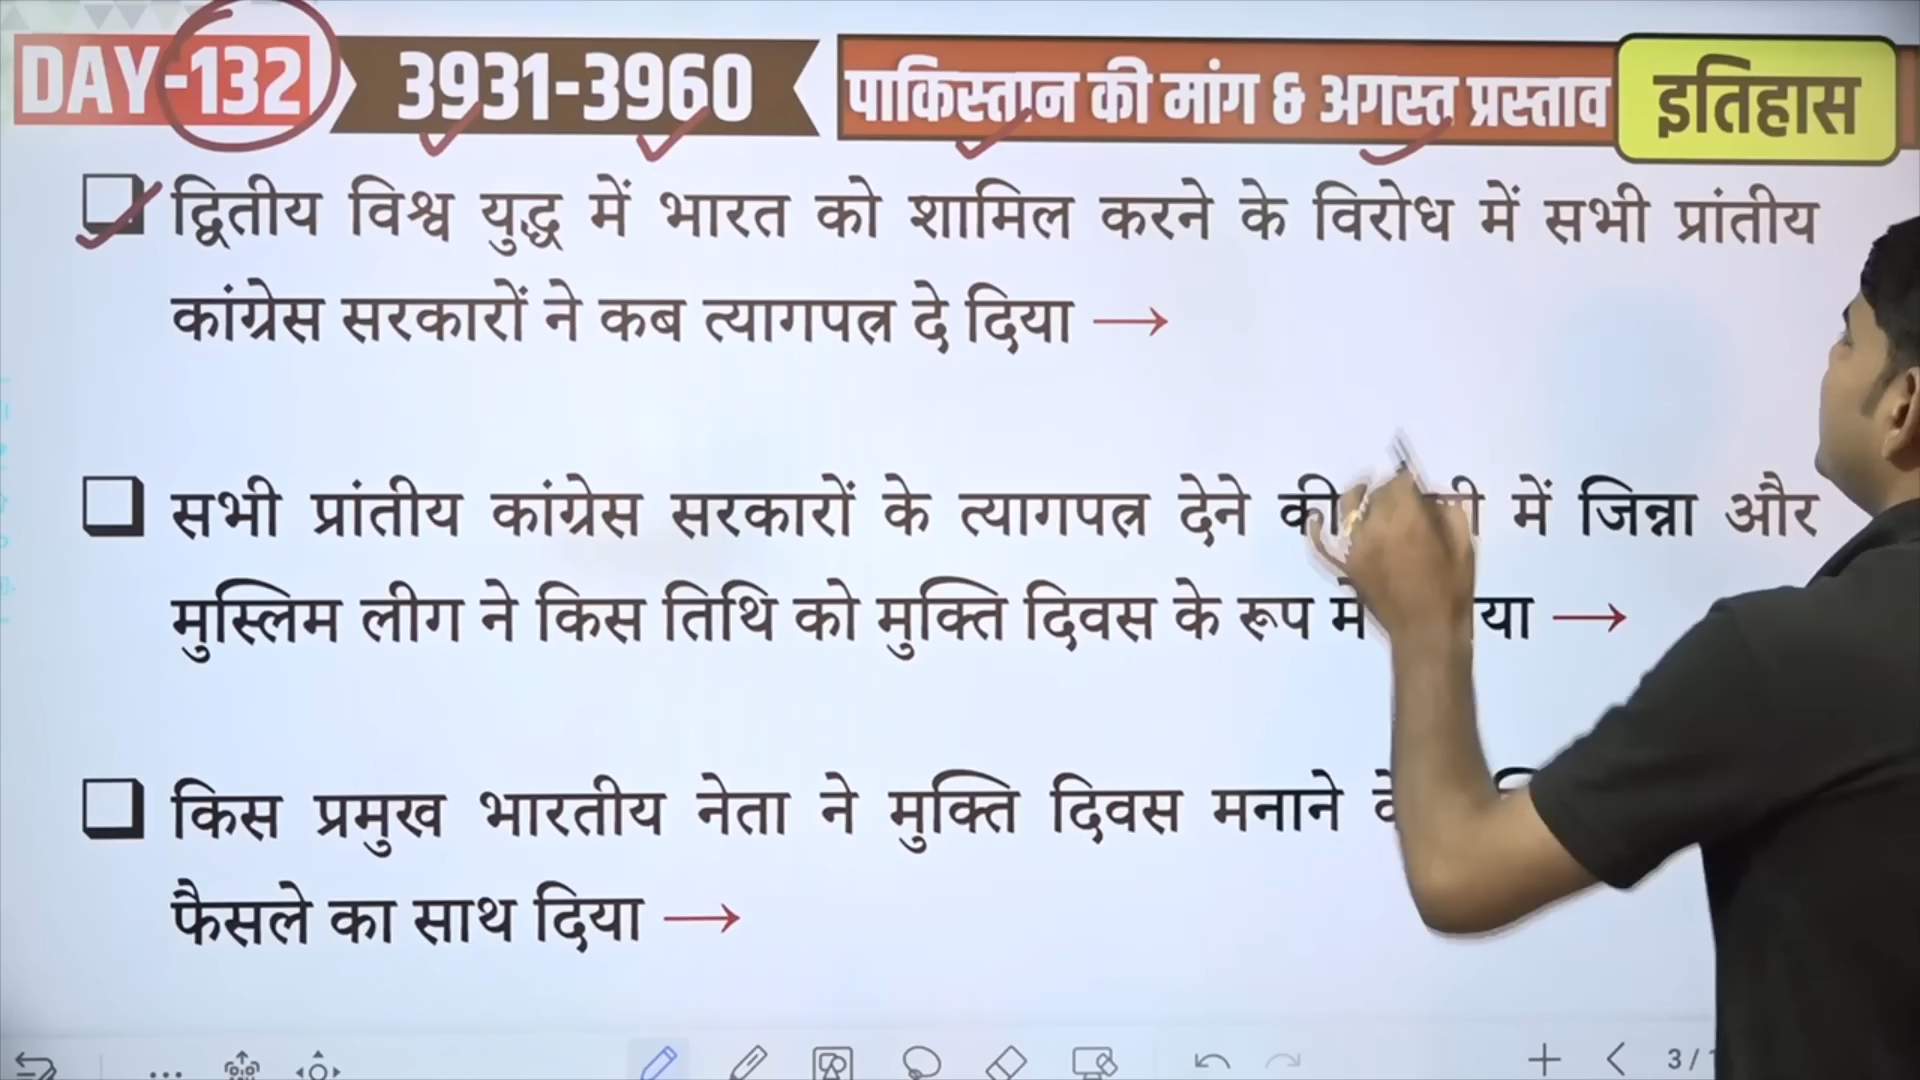 DAY-132 3931-3960 पाकिस्तान की मांग & अगस्त प्रस्ताव इतिहास
द्वितीय विश्व युद्ध में भारत को शामिल करने के विरोध में सभी प्रांतीय
कांग्रेस सरकारों ने कब त्यागपत्र दे दिया →
सभी प्रांतीय कांग्रेस सरकारों के त्यागपत्र देने की में जिन्ना और
मुस्लिम लीग ने किस तिथि को मुक्ति दिवस के रूप में →
किस प्रमुख भारतीय नेता ने मुक्ति दिवस मनाने
फैसले का साथ दिया →
3 /